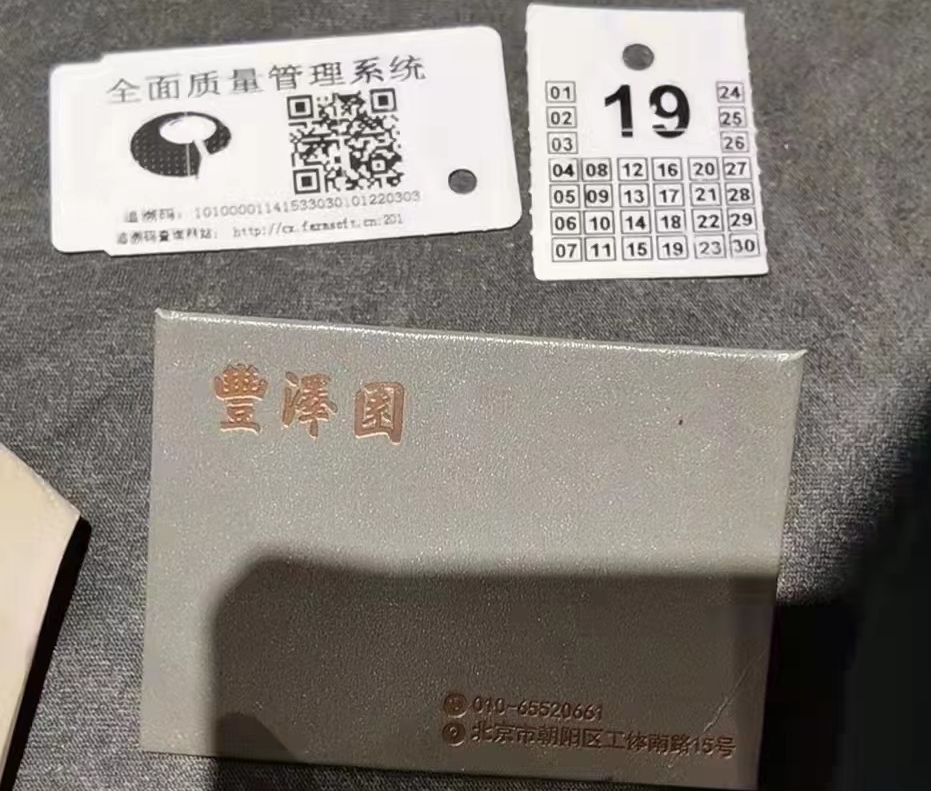 全面质量管理系统
追溯码: 10100001141533030101220303
追溯码查询网站: http://cx.farmsoft.cn:201
19
01 24
02 25
03 26
04 08 12 16 20 27
05 09 13 17 21 28
06 10 14 18 22 29
07 11 15 19 23 30
豐澤園
010-65520661
北京市朝阳区工体南路15号